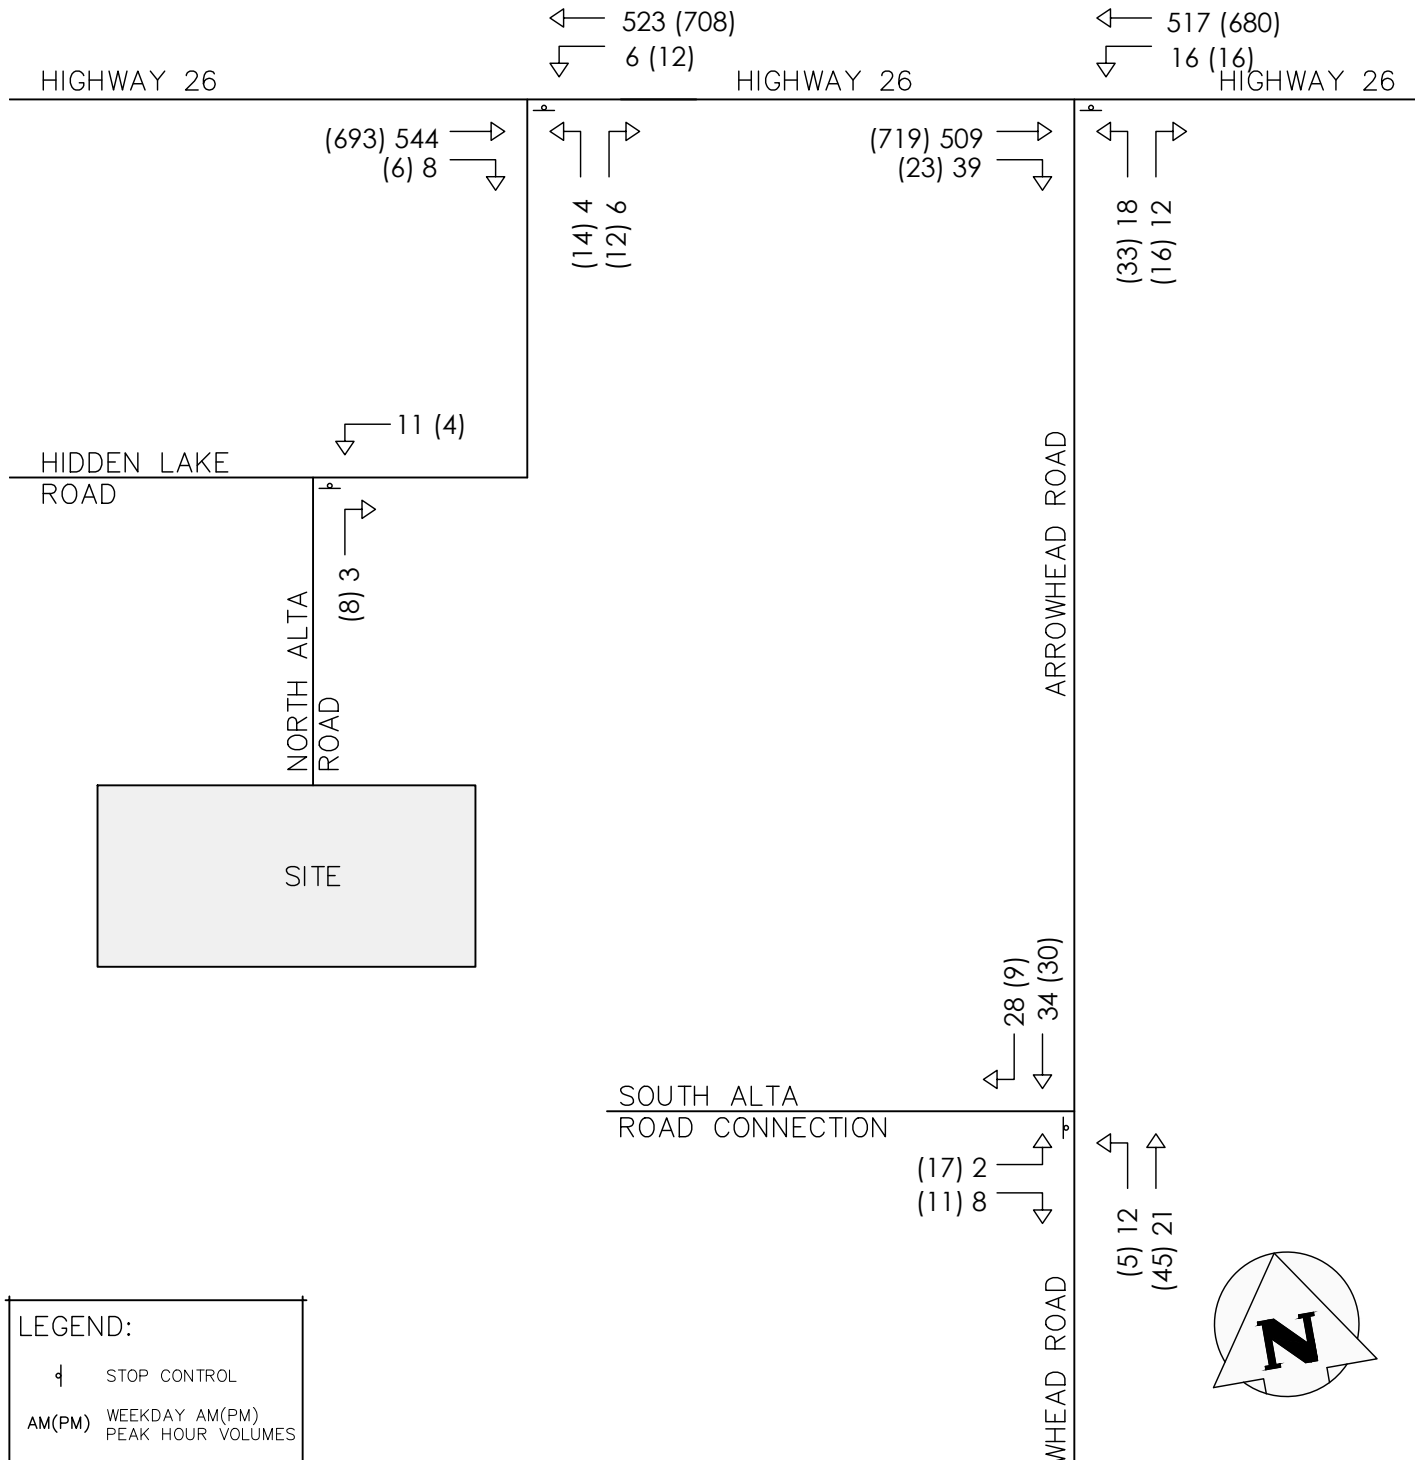 523 (708)
6 (12)
517 (680)
16 (16)
HIGHWAY 26
HIGHWAY 26
HIGHWAY 26
(693) 544
(6) 8
(719) 509
(23) 39
(14) 4
(12) 6
(33) 18
(16) 12
11 (4)
HIDDEN LAKE
ROAD
(8) 3
NORTH ALTA
ROAD
ARROWHEAD ROAD
SITE
28 (9)
34 (30)
SOUTH ALTA
ROAD CONNECTION
(17) 2
(11) 8
(5) 12
(45) 21
WHEAD ROAD
N
LEGEND:
STOP CONTROL
AM(PM) WEEKDAY AM(PM)
PEAK HOUR VOLUMES